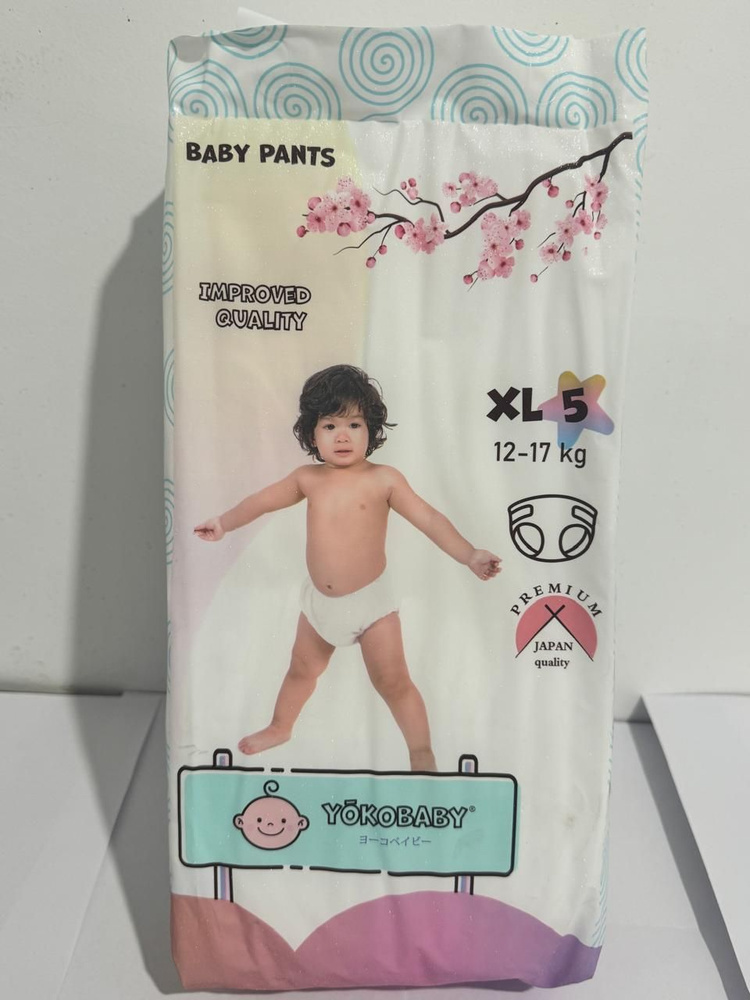 BABY PANTS
IMPROVED
QUALITY
XL 5
12-17 kg
PREMIUM
JAPAN
quality
YŌKOBABY®
ヨーコベイビー